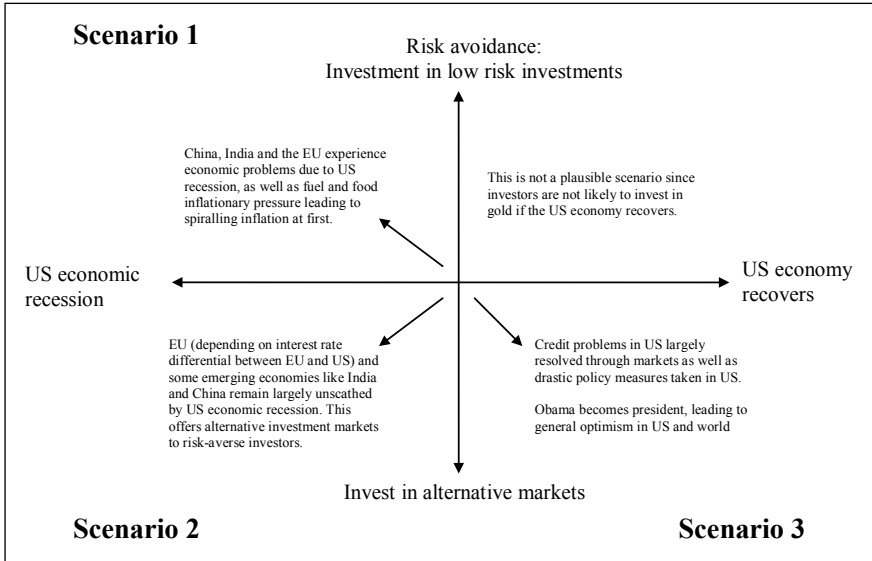 Scenario 1
Risk avoidance:
Investment in low risk investments
China, India and the EU experience
economic problems due to US
recession, as well as fuel and food
inflationary pressure leading to
spiralling inflation at first.
This is not a plausible scenario since
investors are not likely to invest in
gold if the US economy recovers.
US economic
recession
US economy
recovers
EU (depending on interest rate
differential between EU and US) and
some emerging economies like India
and China remain largely unscathed
by US economic recession. This
offers alternative investment markets
to risk-averse investors.
Credit problems in US largely
resolved through markets as well as
drastic policy measures taken in US.
Obama becomes president, leading to
general optimism in US and world
Invest in alternative markets
Scenario 2
Scenario 3